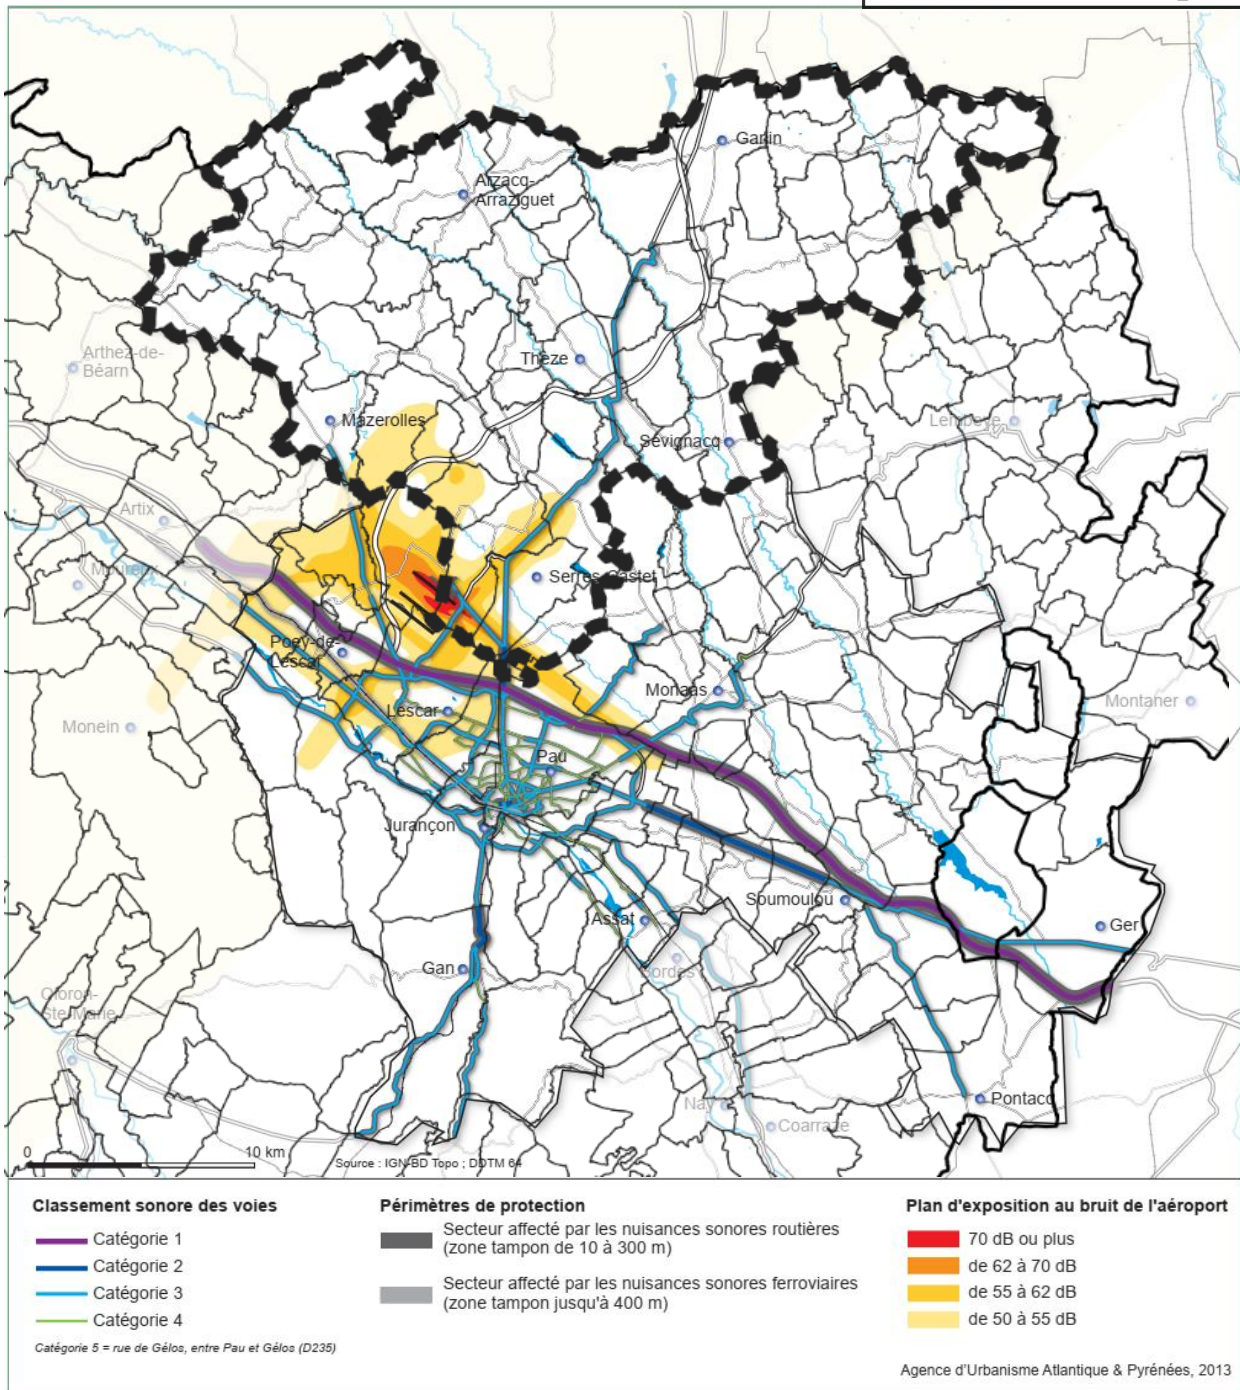 Garlin
Arzacq-
Arraziguet
Arthez-de-
Béarn
Thèze
Mazerolles
Sévignacq
Lembeye
Artix
Mourenx
Serres-Castet
Poey-de-
Lescar
Monein
Lescar
Morlaàs
Montaner
Pau
Jurançon
Soumoulou
Assat
Ger
Gan
Bordes
Oloron-
Ste-Marie
Nay
Pontacq
Coarraze
0
10 km
Source : IGN-BD Topo ; DDTM 64
Classement sonore des voies
Catégorie 1
Catégorie 2
Catégorie 3
Catégorie 4
Catégorie 5 = rue de Gélos, entre Pau et Gélos (D235)
Périmètres de protection
Secteur affecté par les nuisances sonores routières
(zone tampon de 10 à 300 m)
Secteur affecté par les nuisances sonores ferroviaires
(zone tampon jusqu'à 400 m)
Plan d'exposition au bruit de l'aéroport
70 dB ou plus
de 62 à 70 dB
de 55 à 62 dB
de 50 à 55 dB
Agence d'Urbanisme Atlantique & Pyrénées, 2013